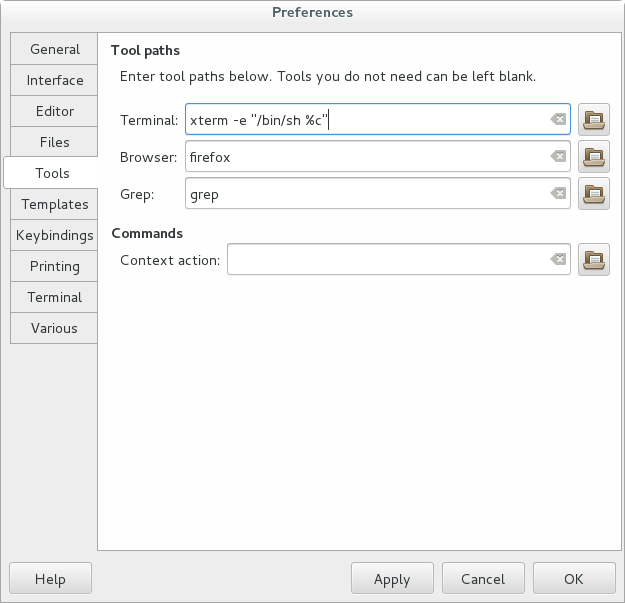 Preferences
General
Interface
Editor
Files
Tools
Templates
Keybindings
Printing
Terminal
Various
Tool paths
Enter tool paths below. Tools you do not need can be left blank.
Terminal: xterm -e "/bin/sh %c"
Browser: firefox
Grep: grep
Commands
Context action:
Help Apply Cancel OK